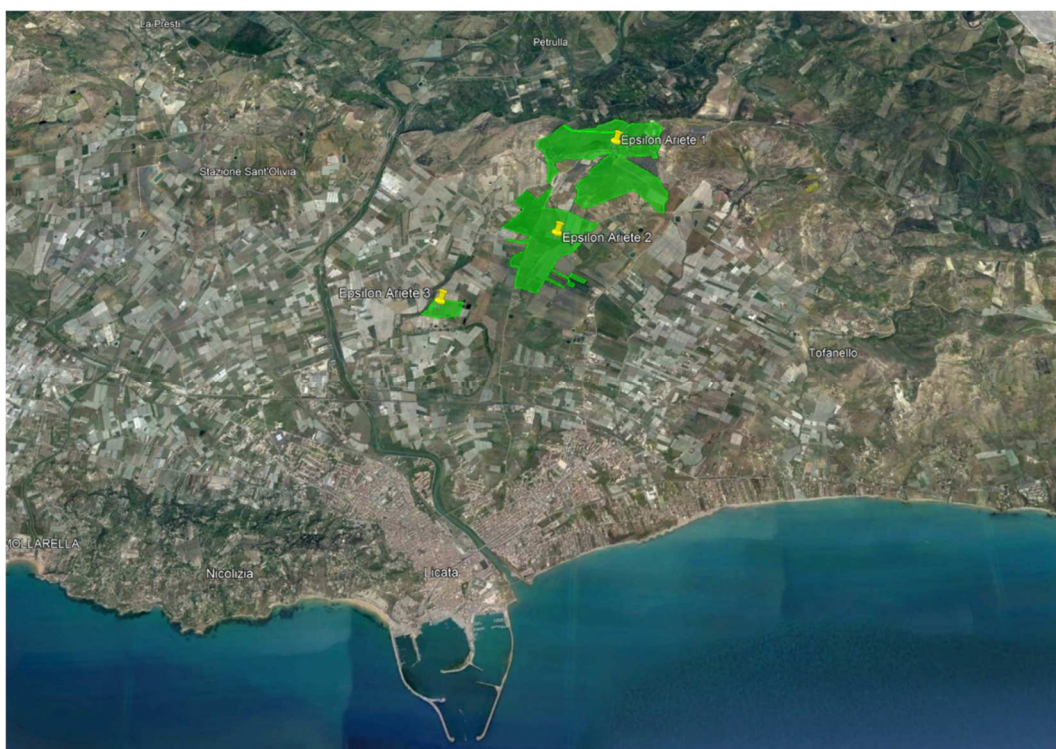 La Presti
Petrulla
Epsilon Ariete 1
Stazione Sant'Olivia
Epsilon Ariete 2
Epsilon Ariete 3
Tofanello
MOLLARELLA
Nicolizia
Licata